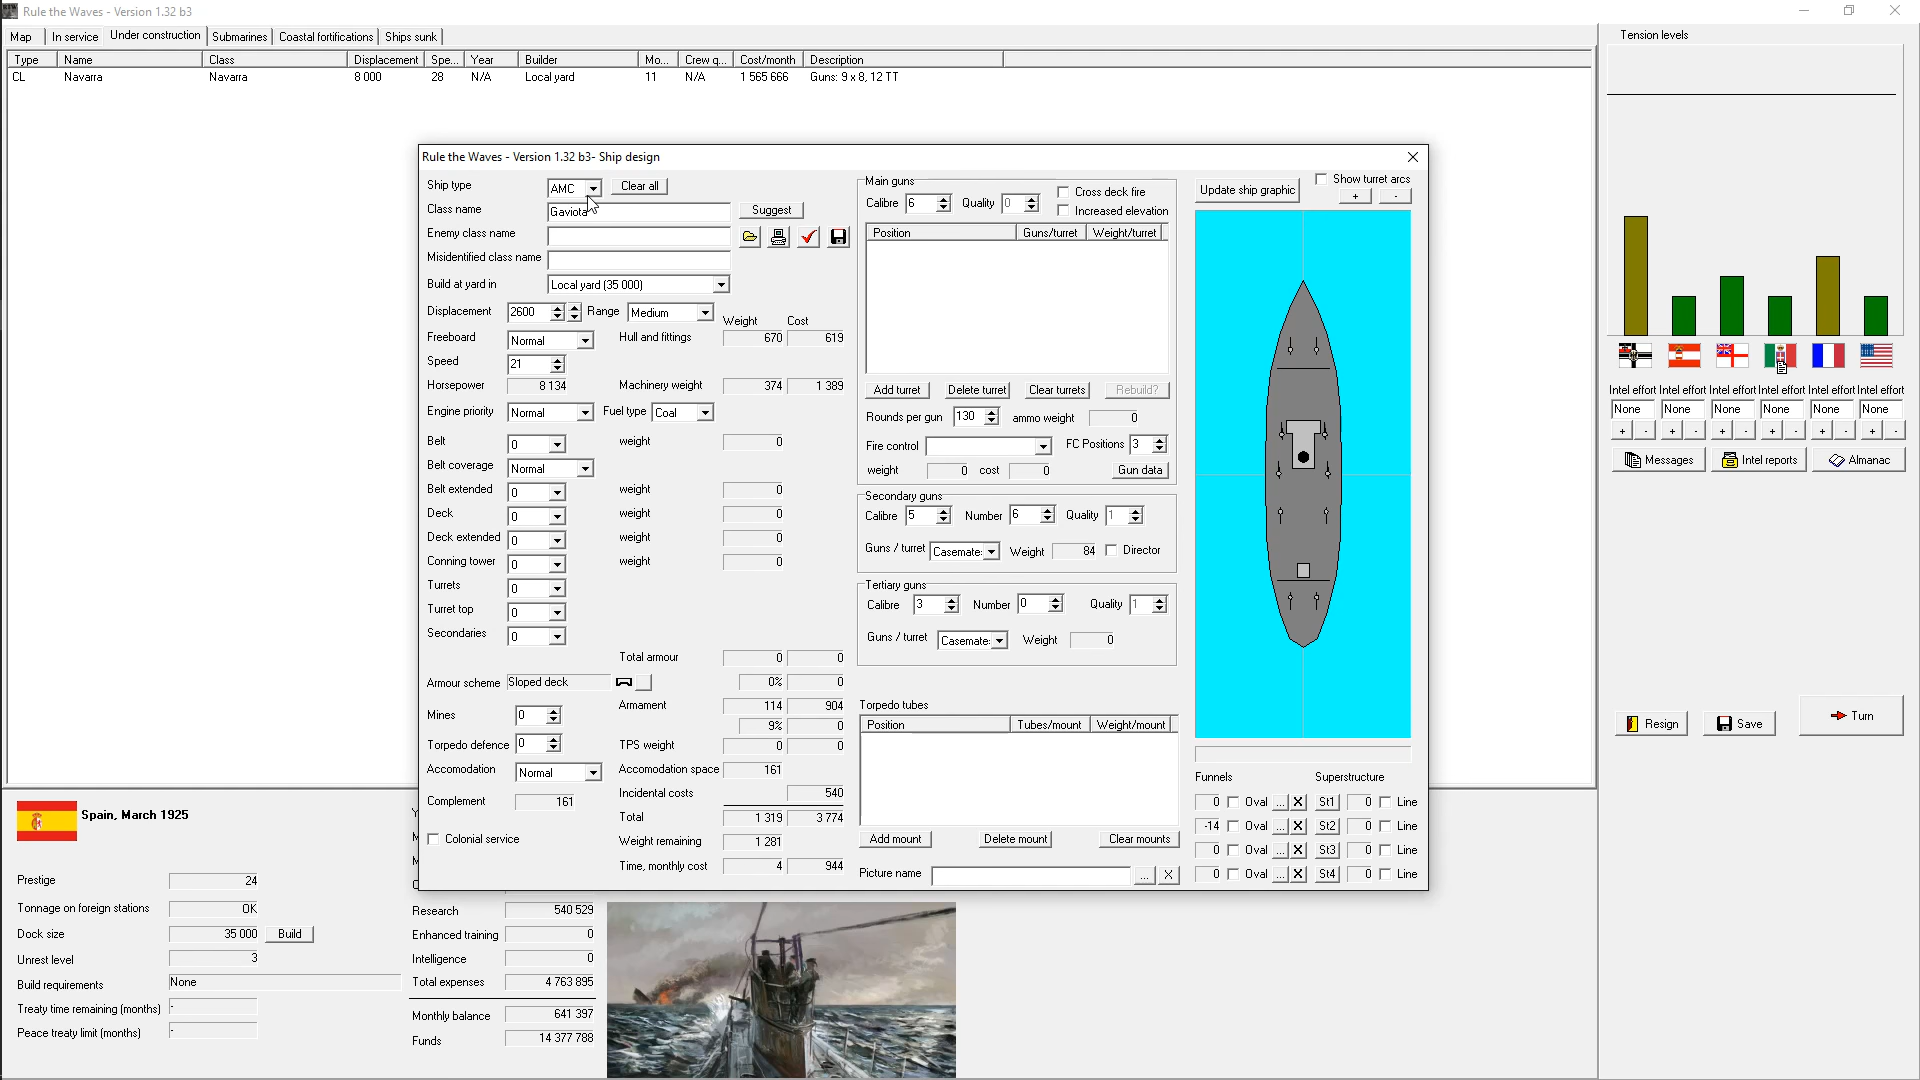 Rule the Waves - Version 1.32 b3
Map In service Under construction Submarines Coastal fortifications Ships sunk
Type Name Class Displacement Spe... Year Builder Mo... Crew q... Cost/month Description
CL Navarra Navarra 8 000 28 N/A Local yard 11 N/A 1 565 666 Guns: 9 x 8, 12 TT
Rule the Waves - Version 1.32 b3- Ship design
Ship type AMC Clear all
Class name Gaviota Suggest
Enemy class name
Misidentified class name
Build at yard in Local yard (35 000)
Displacement 2600 Range Medium
Weight Cost
Freeboard Normal Hull and fittings 670 619
Speed 21
Horsepower 8 134 Machinery weight 374 1 389
Engine priority Normal Fuel type Coal
Belt 0 weight 0
Belt coverage Normal
Belt extended 0 weight 0
Deck 0 weight 0
Deck extended 0 weight 0
Conning tower 0 weight 0
Turrets 0
Turret top 0
Secondaries 0
Total armour 0 0
Armour scheme Sloped deck 0% 0
Armament 114 904
Mines 0 9% 0
Torpedo defence 0 TPS weight 0 0
Accomodation Normal Accomodation space 161
Incidental costs 540
Complement 161
Total 1 319 3 774
Colonial service Weight remaining 1 281
Time, monthly cost 4 944
Main guns
Calibre 6 Quality 0 Cross deck fire
Increased elevation
Position Guns/turret Weight/turret
Add turret Delete turret Clear turrets Rebuild?
Rounds per gun 130 ammo weight 0
Fire control FC Positions 3
weight 0 cost 0 Gun data
Secondary guns
Calibre 5 Number 6 Quality 1
Guns / turret Casemate: Weight 84 Director
Tertiary guns
Calibre 3 Number 0 Quality 1
Guns / turret Casemate: Weight 0
Torpedo tubes
Position Tubes/mount Weight/mount
Add mount Delete mount Clear mounts
Picture name ... X
Update ship graphic Show turret arcs
+ -
Funnels Superstructure
0 Oval ... X St1 0 Line
-14 Oval ... X St2 0 Line
0 Oval ... X St3 0 Line
0 Oval ... X St4 0 Line
Tension levels
Intel effort Intel effort Intel effort Intel effort Intel effort Intel effort
None None None None None None
+ - + - + - + - + - + -
Messages Intel reports Almanac
Resign Save Turn
Spain, March 1925
Prestige 24
Tonnage on foreign stations OK
Dock size 35 000 Build
Unrest level 3
Build requirements None
Treaty time remaining (months) -
Peace treaty limit (months) -
Research 540 529
Enhanced training 0
Intelligence 0
Total expenses 4 763 895
Monthly balance 641 397
Funds 14 377 788